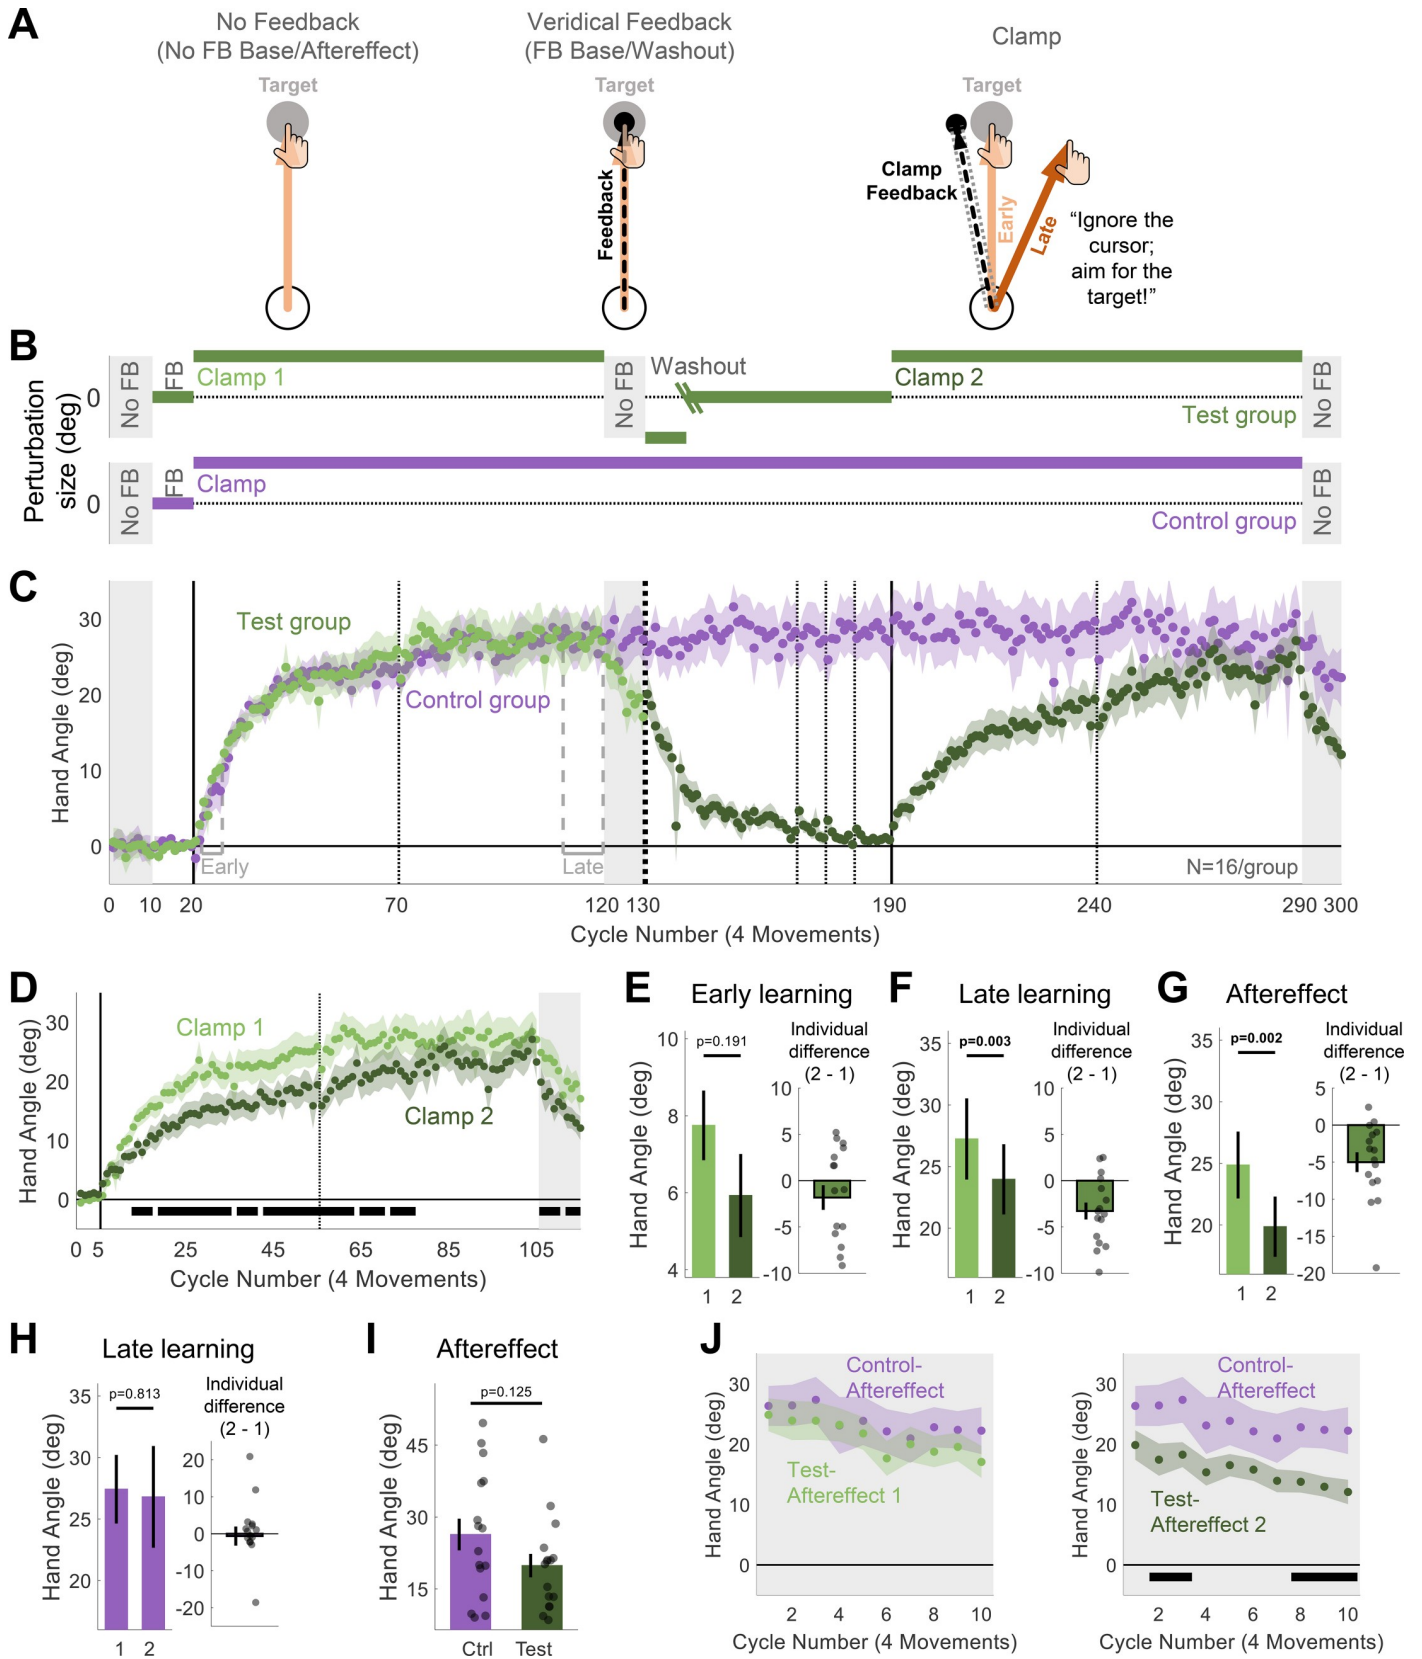 A
No Feedback
(No FB Base/Aftereffect)
Target
Veridical Feedback
(FB Base/Washout)
Target
Feedback
Clamp
Target
Clamp
Feedback
Early
Late
“Ignore the
cursor;
aim for the
target!”
B
Perturbation
size (deg)
0
No FB
FB
Clamp 1
No FB
Washout
Clamp 2
Test group
No FB
0
No FB
FB
Clamp
Control group
No FB
C
Hand Angle (deg)
30
20
10
0
Test group
Control group
Early
Late
N=16/group
0 10 20 70 120 130 190 240 290 300
Cycle Number (4 Movements)
D
Hand Angle (deg)
30
20
10
0
Clamp 1
Clamp 2
0 5 25 45 65 85 105
Cycle Number (4 Movements)
E
Early learning
Hand Angle (deg)
10
8
6
4
p=0.191
1 2
Individual
difference
(2 - 1)
10
5
0
-5
-10
F
Late learning
Hand Angle (deg)
35
30
25
20
p=0.003
1 2
Individual
difference
(2 - 1)
10
5
0
-5
-10
G
Aftereffect
Hand Angle (deg)
35
30
25
20
p=0.002
1 2
Individual
difference
(2 - 1)
5
0
-5
-10
-15
-20
H
Late learning
Hand Angle (deg)
35
30
25
20
p=0.813
1 2
Individual
difference
(2 - 1)
20
10
0
-10
-20
I
Aftereffect
Hand Angle (deg)
45
30
15
p=0.125
Ctrl Test
J
Hand Angle (deg)
30
20
10
0
Control-
Aftereffect
Test-
Aftereffect 1
2 4 6 8 10
Cycle Number (4 Movements)
Hand Angle (deg)
30
20
10
0
Control-
Aftereffect
Test-
Aftereffect 2
2 4 6 8 10
Cycle Number (4 Movements)